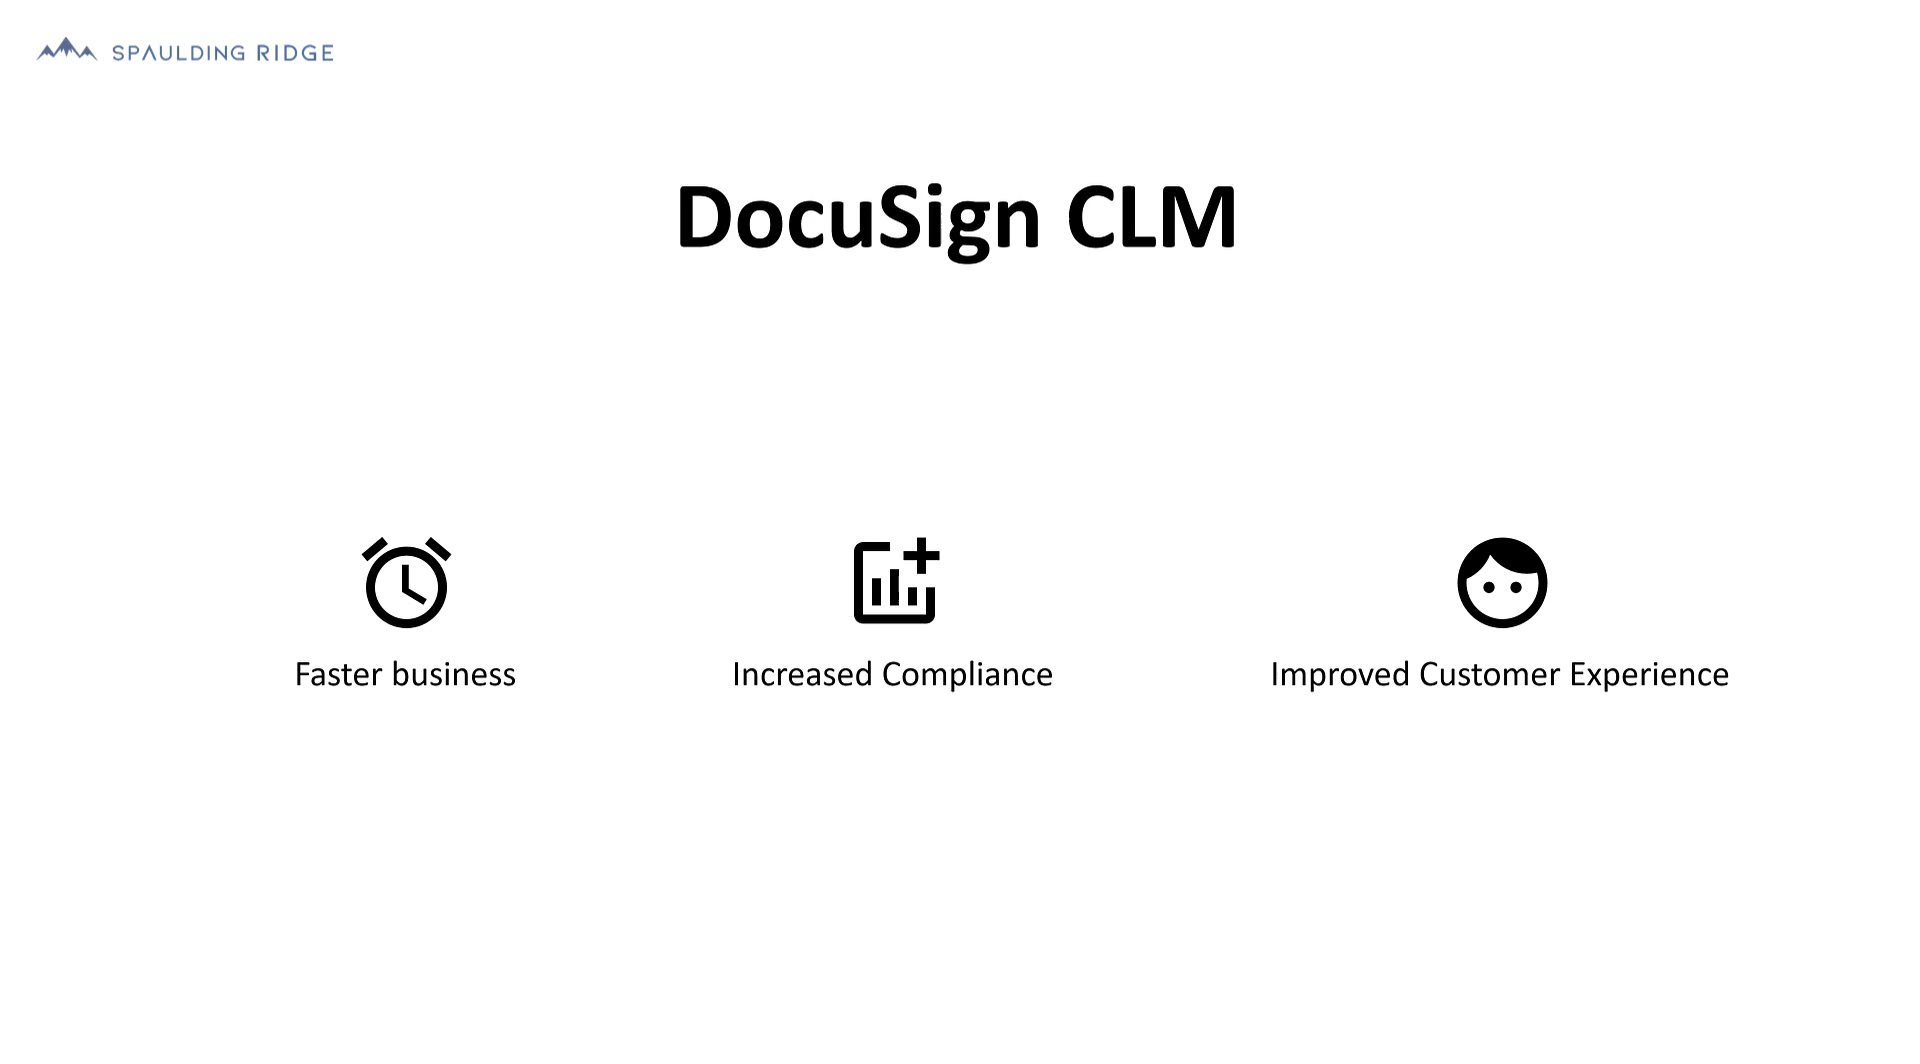 SPAULDING RIDGE
DocuSign CLM
Faster business
Increased Compliance
Improved Customer Experience